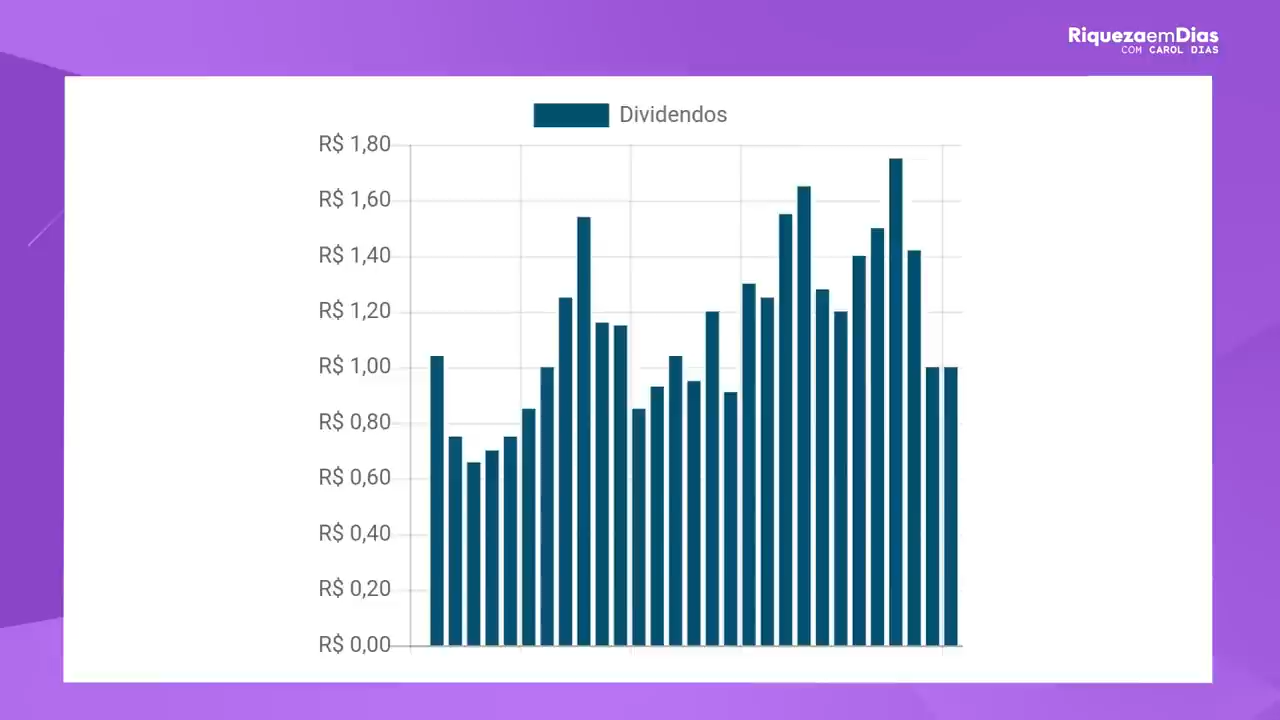 RiquezaemDias
COM CAROL DIAS
Dividendos
R$ 1,80
R$ 1,60
R$ 1,40
R$ 1,20
R$ 1,00
R$ 0,80
R$ 0,60
R$ 0,40
R$ 0,20
R$ 0,00